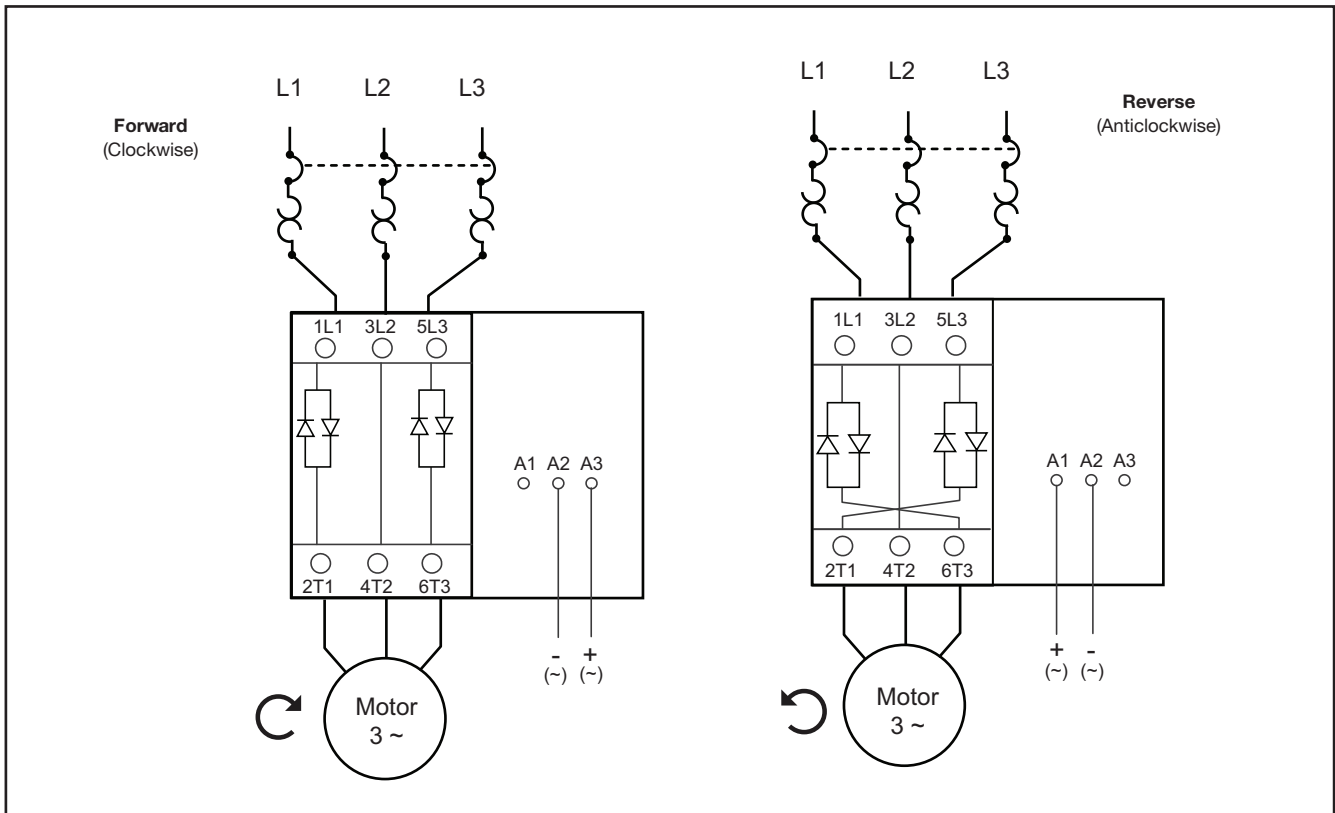 L1 L2 L3
Forward
(Clockwise)
1L1 3L2 5L3
A1 A2 A3
2T1 4T2 6T3
- +
(~) (~)
Motor
3 ~
L1 L2 L3
Reverse
(Anticlockwise)
1L1 3L2 5L3
A1 A2 A3
2T1 4T2 6T3
+ -
(~) (~)
Motor
3 ~